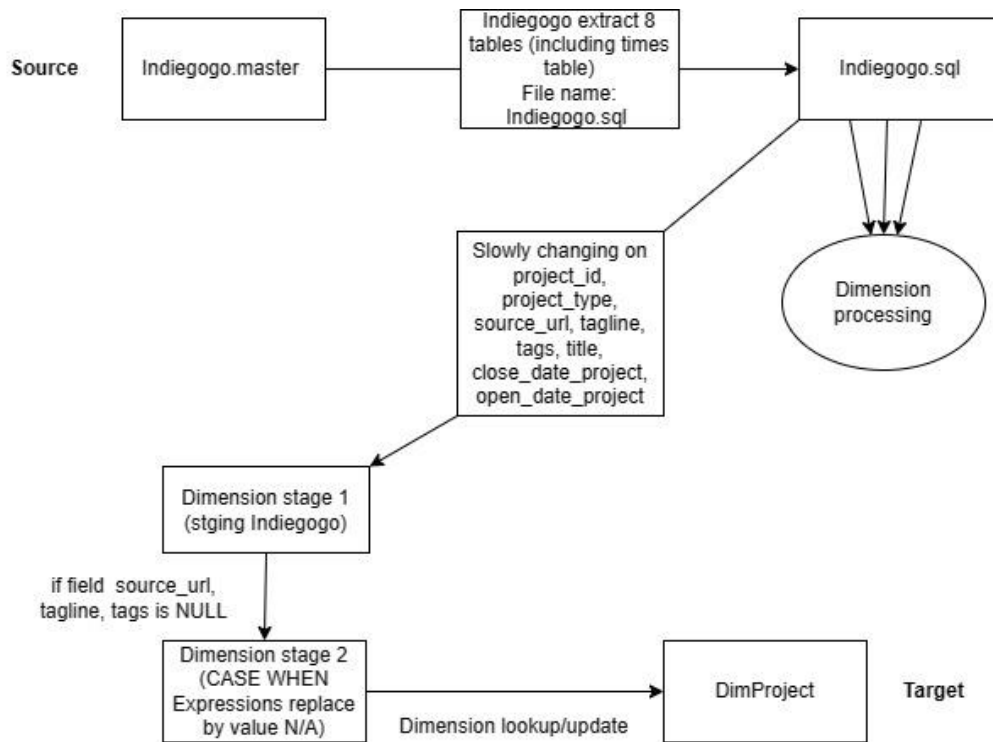 Source
Indiegogo.master
Indiegogo extract 8
tables (including times
table)
File name:
Indiegogo.sql
Indiegogo.sql
Slowly changing on
project_id,
project_type,
source_url, tagline,
tags, title,
close_date_project,
open_date_project
Dimension
processing
Dimension stage 1
(stging Indiegogo)
if field source_url,
tagline, tags is NULL
Dimension stage 2
(CASE WHEN
Expressions replace
by value N/A)
Dimension lookup/update
DimProject
Target